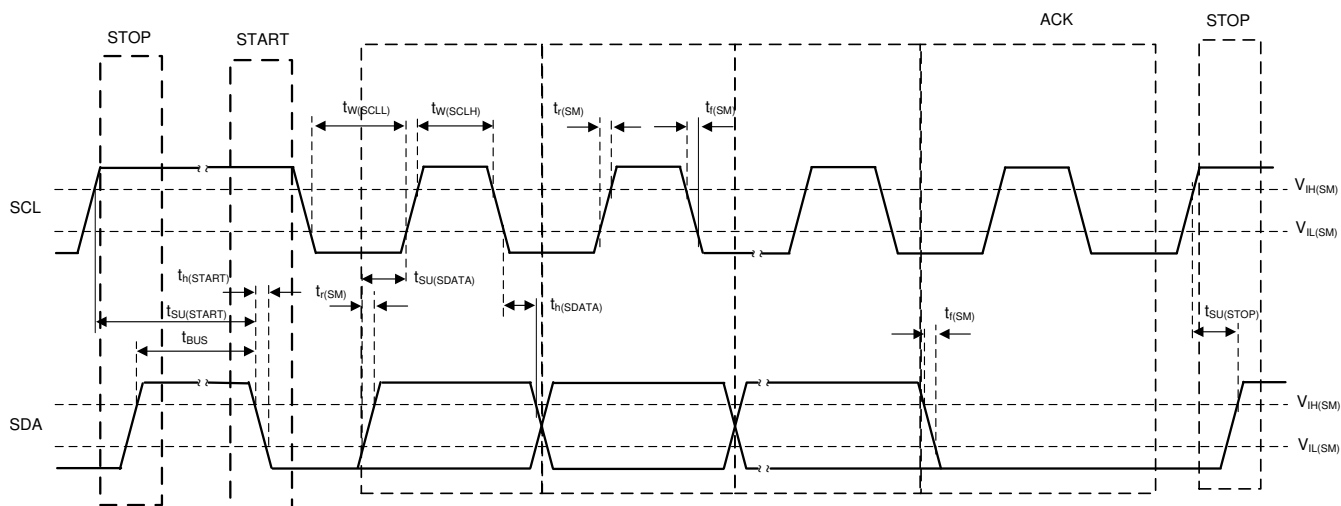 STOP
START
ACK
STOP
tW(SCLL)
tW(SCLH)
tr(SM)
tf(SM)
SCL
VIH(SM)
VIL(SM)
th(START)
tSU(START)
tBUS
tr(SM)
tSU(SDATA)
th(SDATA)
tf(SM)
tSU(STOP)
SDA
VIH(SM)
VIL(SM)